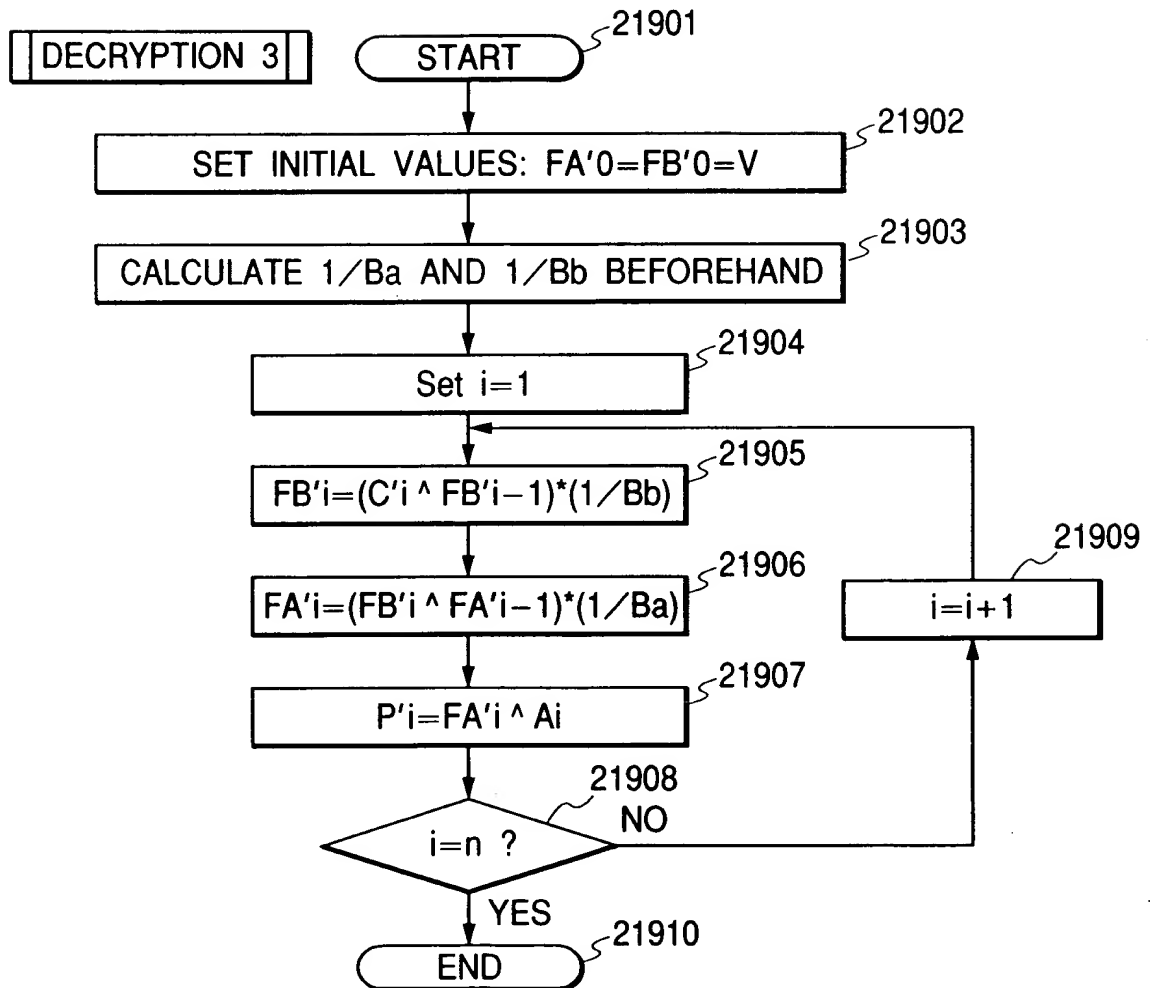 DECRYPTION 3
START
21901
SET INITIAL VALUES: FA'0=FB'0=V
21902
CALCULATE 1/Ba AND 1/Bb BEFOREHAND
21903
Set i=1
21904
FB'i=(C'i ^ FB'i-1)*(1/Bb)
21905
FA'i=(FB'i ^ FA'i-1)*(1/Ba)
21906
i=i+1
21909
P'i=FA'i ^ Ai
21907
i=n ?
21908
NO
YES
END
21910